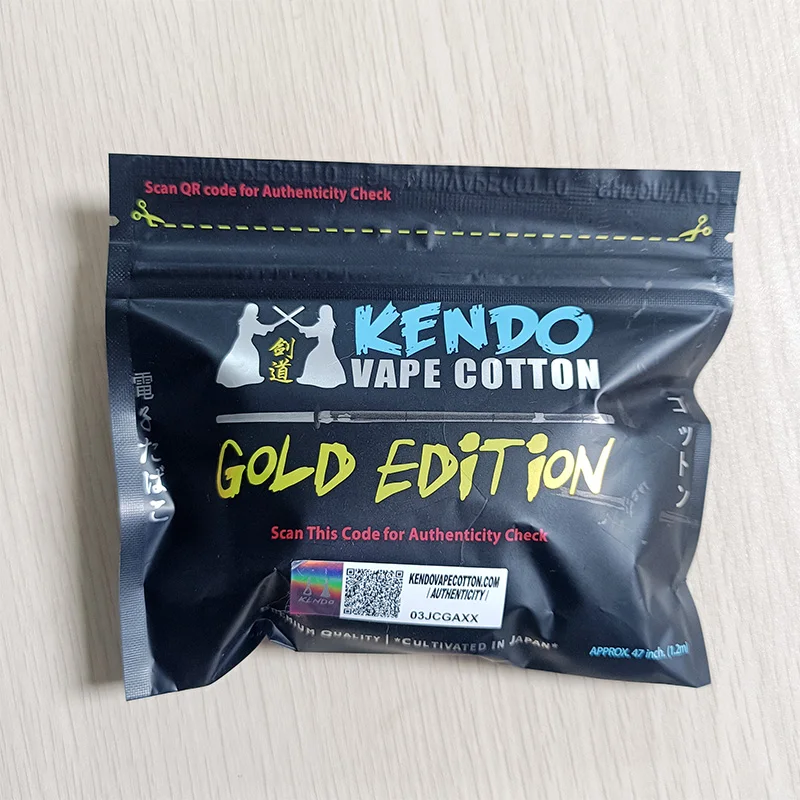 Scan QR code for Authenticity Check
KENDO
剣道
VAPE COTTON
電子たばこ
コットン
GOLD EDiTiON
Scan This Code for Authenticity Check
KENDO
KENDOVAPECOTTON.COM
/ AUTHENTICITY /
03JCGAXX
PREMIUM QUALITY | *CULTIVATED IN JAPAN*
APPROX. 47 inch. (1.2m)